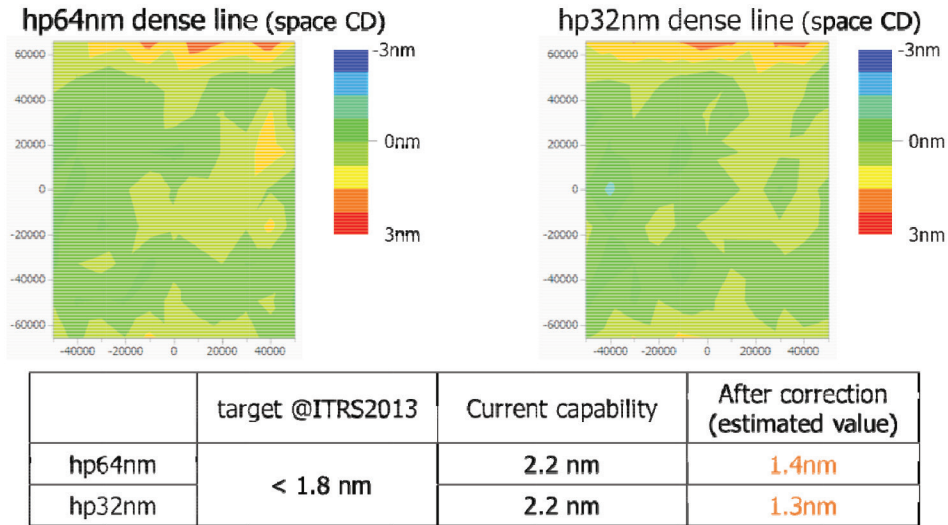 hp64nm dense line (space CD)
hp32nm dense line (space CD)
60000
40000
20000
0
-20000
-40000
-60000
-40000 -20000 0 20000 40000
-3nm
0nm
3nm
60000
40000
20000
0
-20000
-40000
-60000
-40000 -20000 0 20000 40000
-3nm
0nm
3nm
target @ITRS2013 Current capability After correction
(estimated value)
hp64nm < 1.8 nm 2.2 nm 1.4nm
hp32nm 2.2 nm 1.3nm